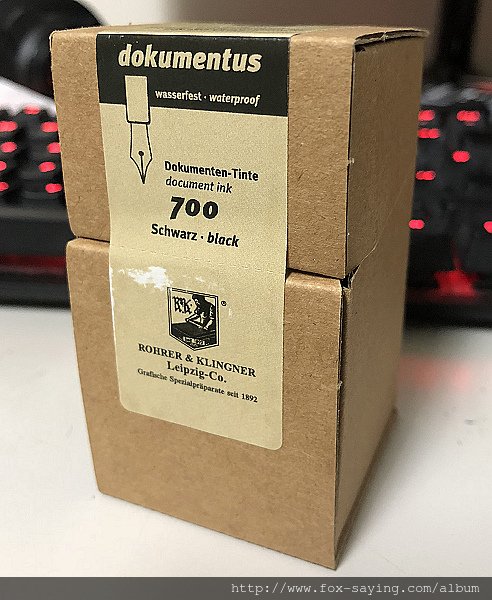 dokumentus
wasserfest · waterproof
Dokumenten-Tinte
document ink
700
Schwarz · black
R&K ®
ROHRER & KLINGNER
Leipzig-Co.
Grafische Spezialpräparate seit 1892
http://www.fox-saying.com/album